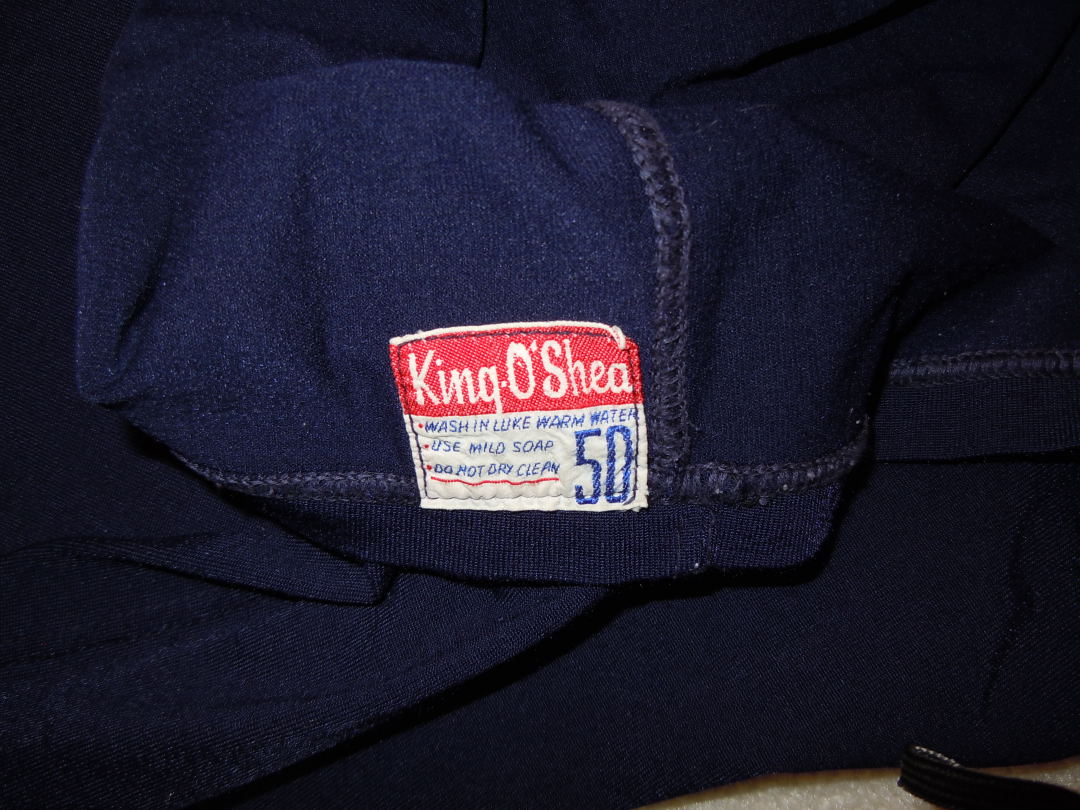 King-O'Shea
• WASH IN LUKE WARM WATER
• USE MILD SOAP
• DO NOT DRY CLEAN
50